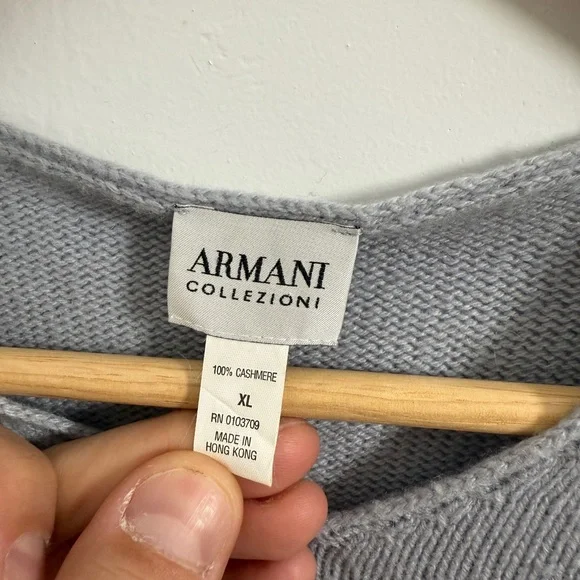 ARMANI
COLLEZIONI
100% CASHMERE
XL
RN 0103709
MADE IN
HONG KONG